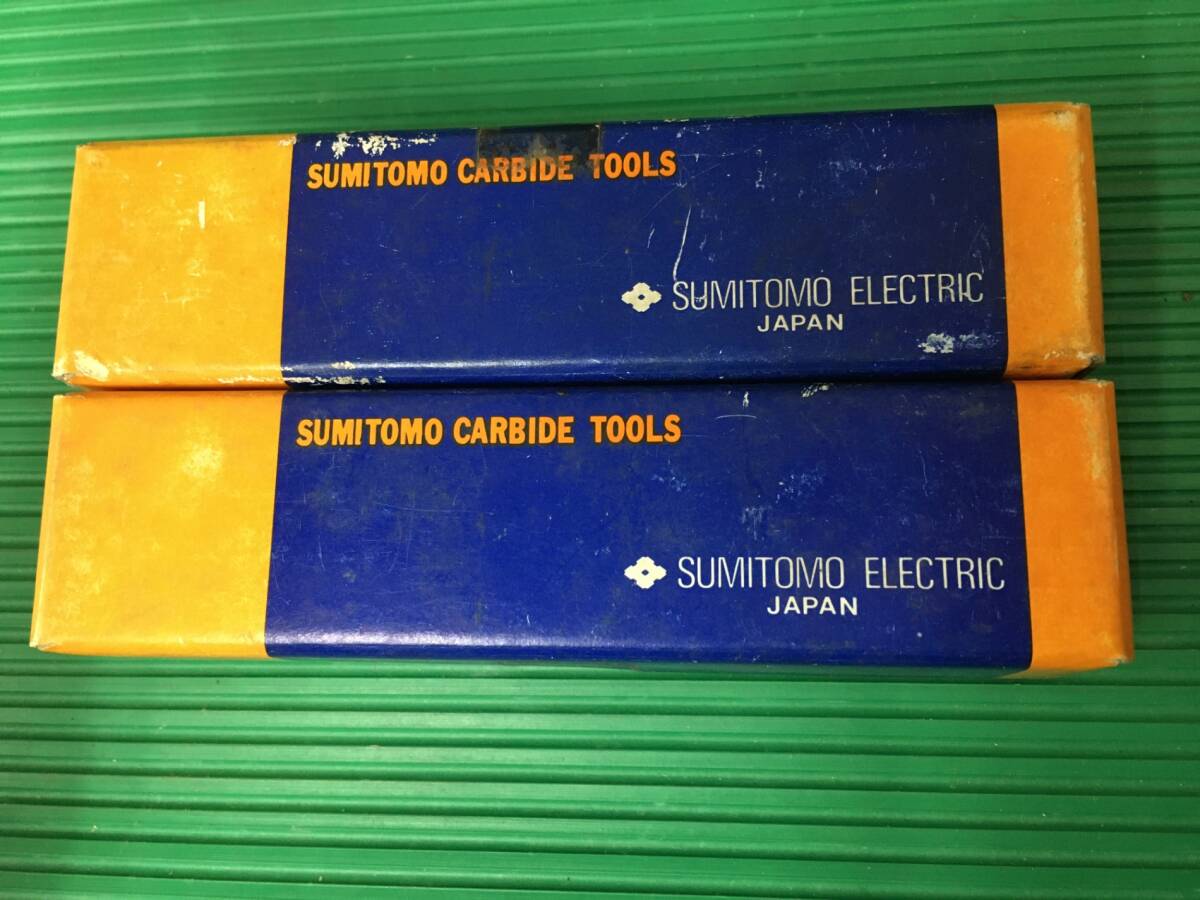 SUMITOMO CARBIDE TOOLS
SUMITOMO ELECTRIC
JAPAN
SUMITOMO CARBIDE TOOLS
SUMITOMO ELECTRIC
JAPAN